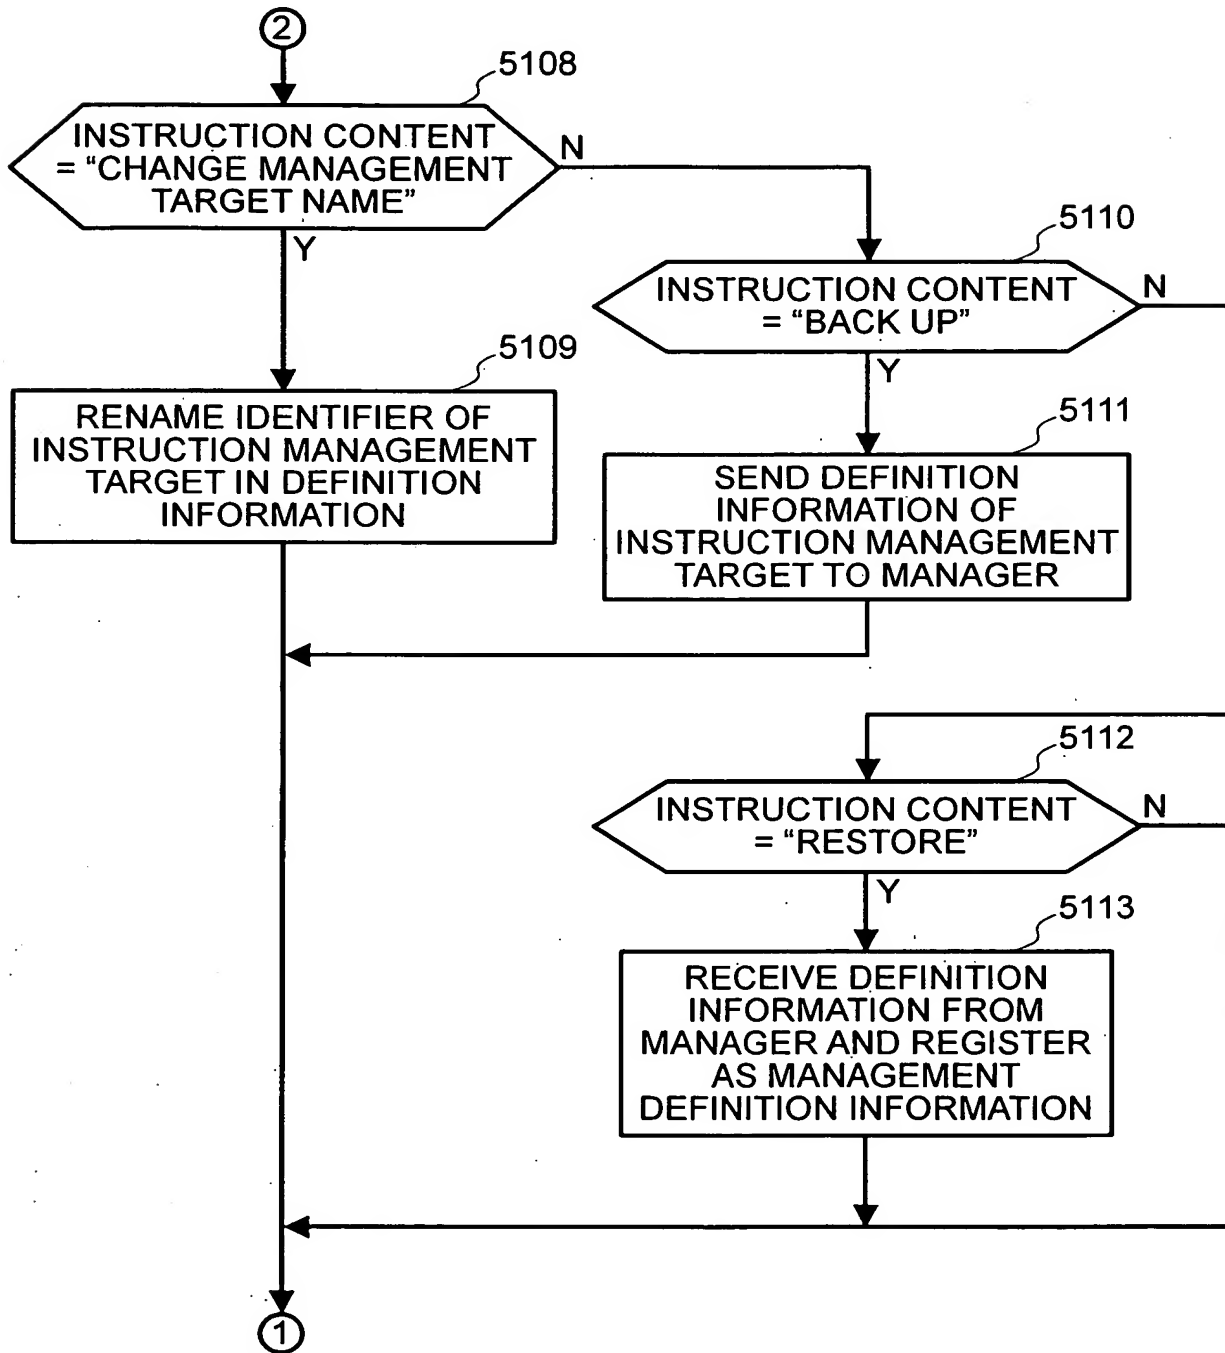 2
5108
INSTRUCTION CONTENT
= “CHANGE MANAGEMENT
TARGET NAME”
N
Y
5110
INSTRUCTION CONTENT
= “BACK UP”
N
Y
5109
RENAME IDENTIFIER OF
INSTRUCTION MANAGEMENT
TARGET IN DEFINITION
INFORMATION
5111
SEND DEFINITION
INFORMATION OF
INSTRUCTION MANAGEMENT
TARGET TO MANAGER
5112
INSTRUCTION CONTENT
= “RESTORE”
N
Y
5113
RECEIVE DEFINITION
INFORMATION FROM
MANAGER AND REGISTER
AS MANAGEMENT
DEFINITION INFORMATION
1